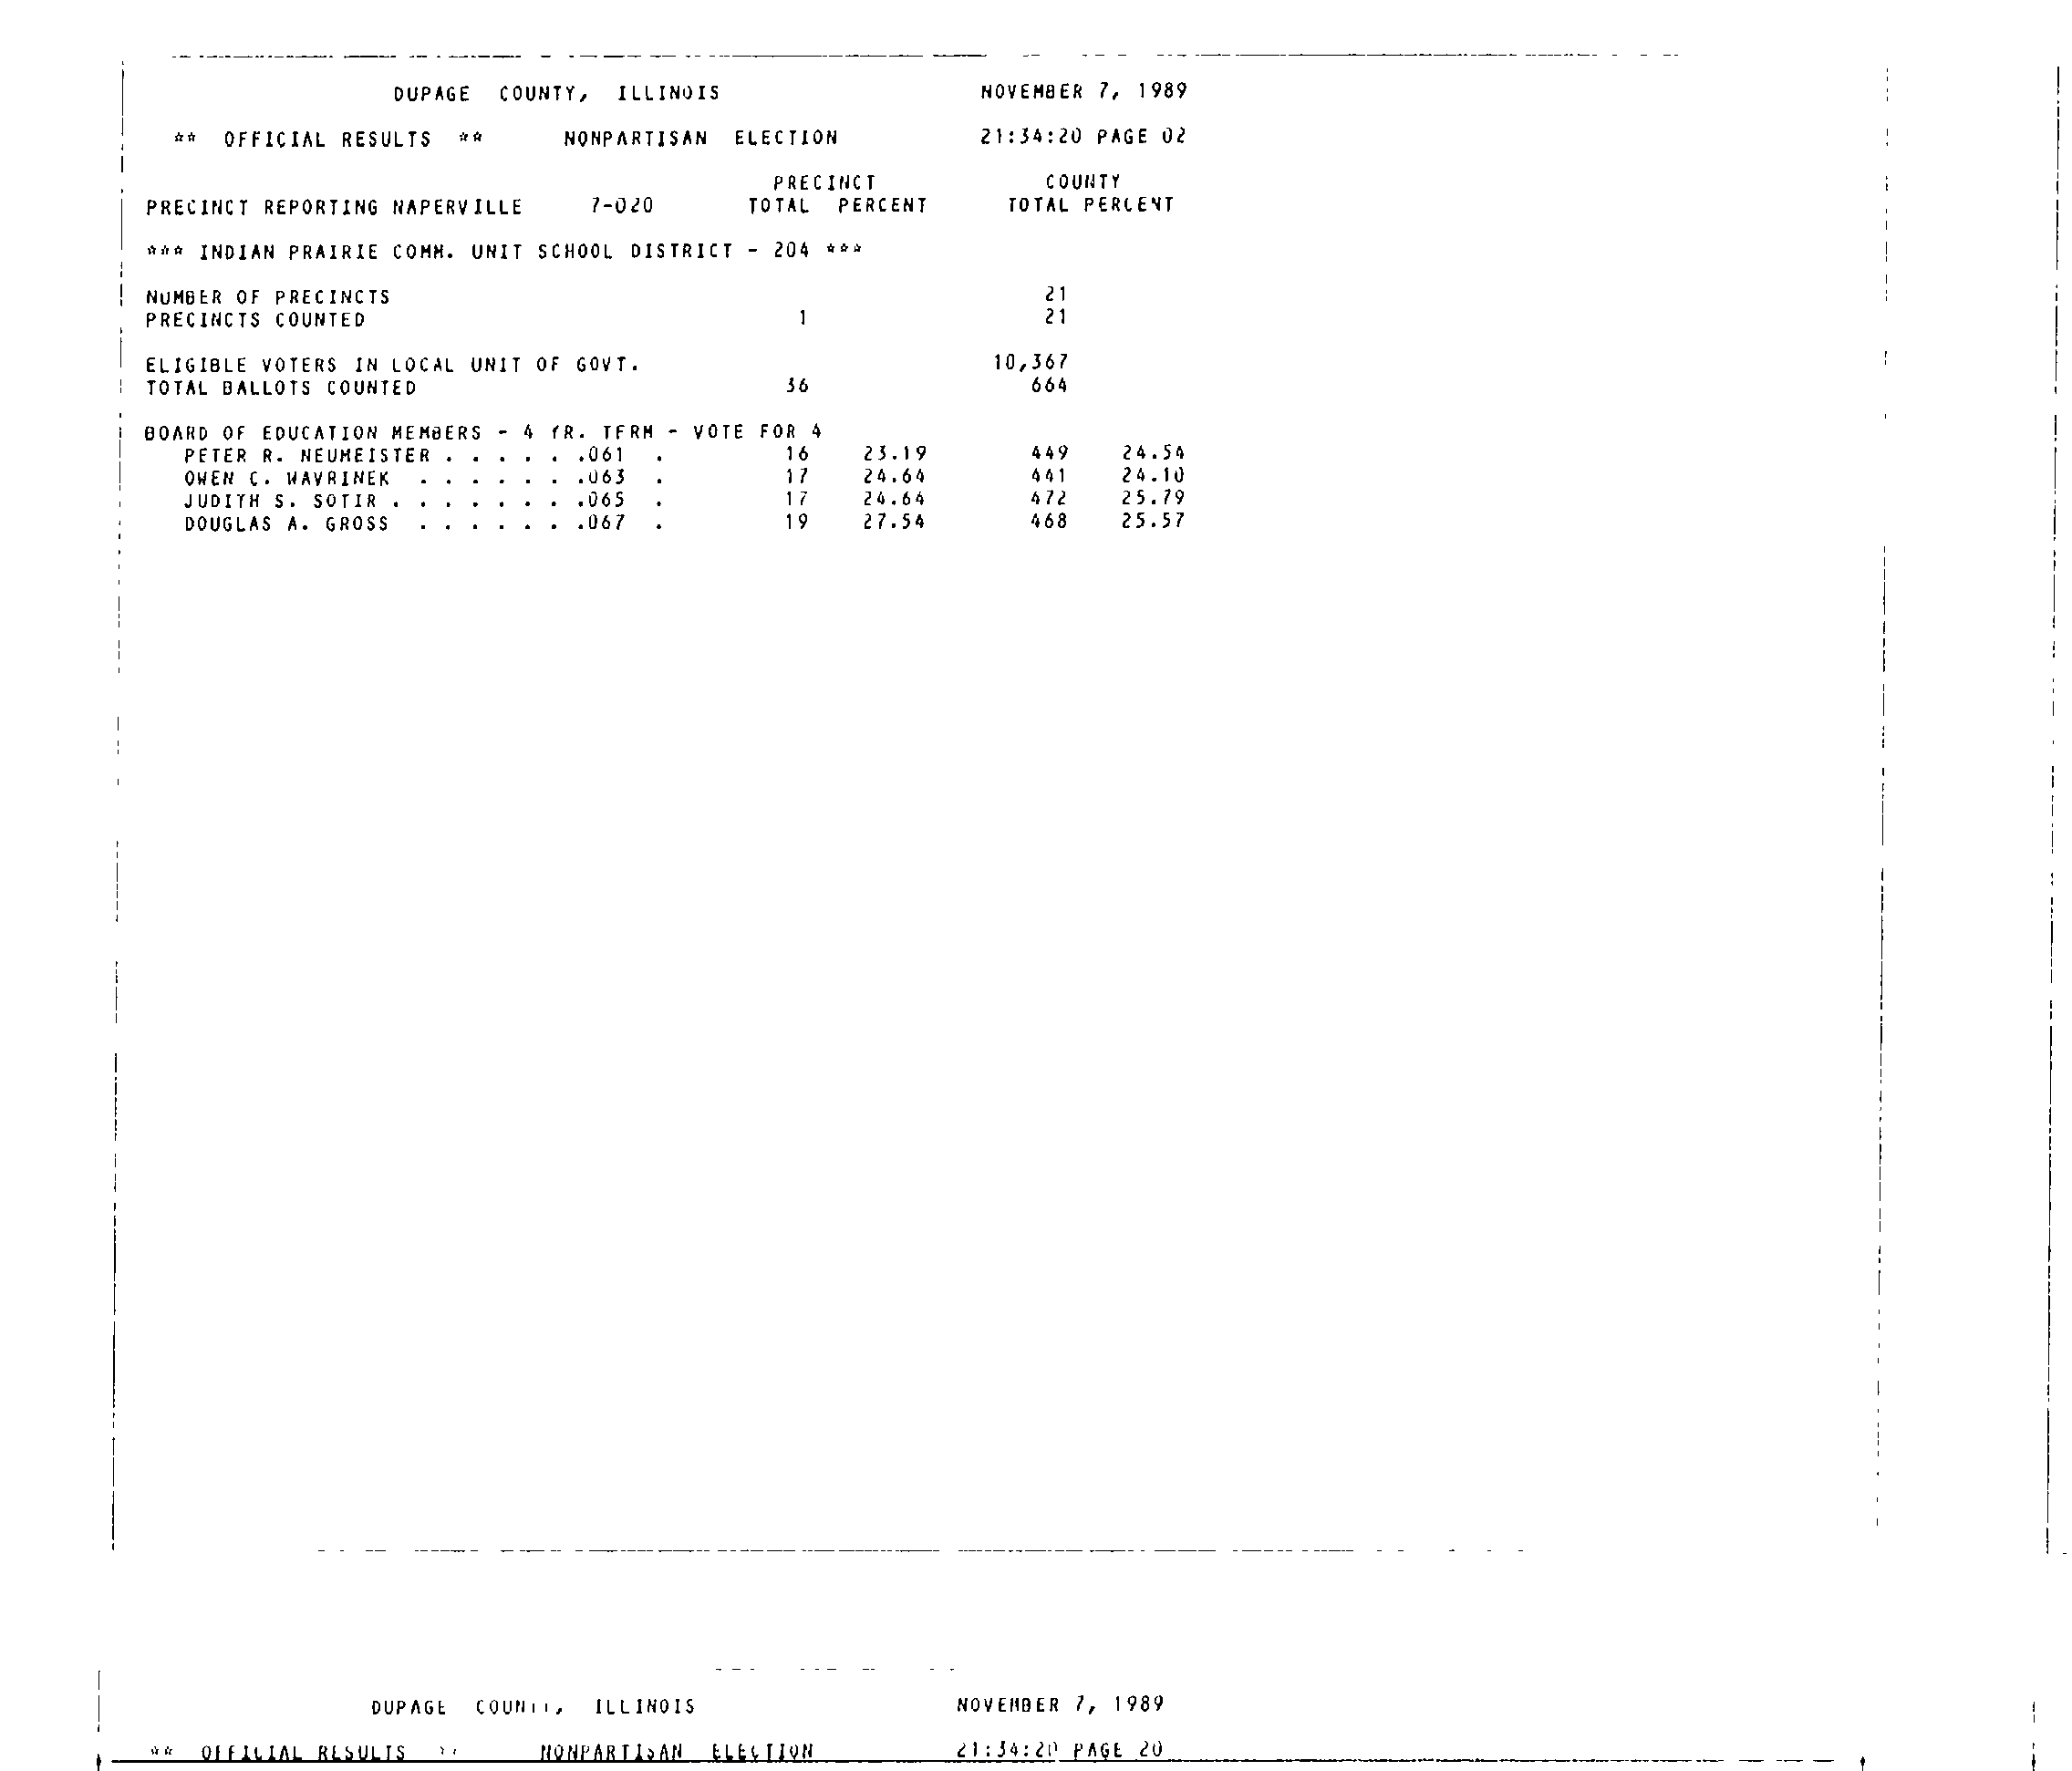 DUPAGE COUNTY, ILLINOIS NOVEMBER 7, 1989
** OFFICIAL RESULTS ** NONPARTISAN ELECTION 21:34:20 PAGE 02
PRECINCT COUNTY
PRECINCT REPORTING NAPERVILLE 7-020 TOTAL PERCENT TOTAL PERCENT
*** INDIAN PRAIRIE COMM. UNIT SCHOOL DISTRICT - 204 ***
NUMBER OF PRECINCTS 21
PRECINCTS COUNTED 1 21
ELIGIBLE VOTERS IN LOCAL UNIT OF GOVT. 10,367
TOTAL BALLOTS COUNTED 36 664
BOARD OF EDUCATION MEMBERS - 4 YR. TERM - VOTE FOR 4
PETER R. NEUMEISTER . . . . . .061 . 16 23.19 449 24.54
OWEN C. WAVRINEK . . . . . . .063 . 17 24.64 441 24.10
JUDITH S. SOTIR . . . . . . . .065 . 17 24.64 472 25.79
DOUGLAS A. GROSS . . . . . . .067 . 19 27.54 468 25.57
DUPAGE COUNTY, ILLINOIS NOVEMBER 7, 1989
** OFFICIAL RESULTS ** NONPARTISAN ELECTION 21:34:20 PAGE 20